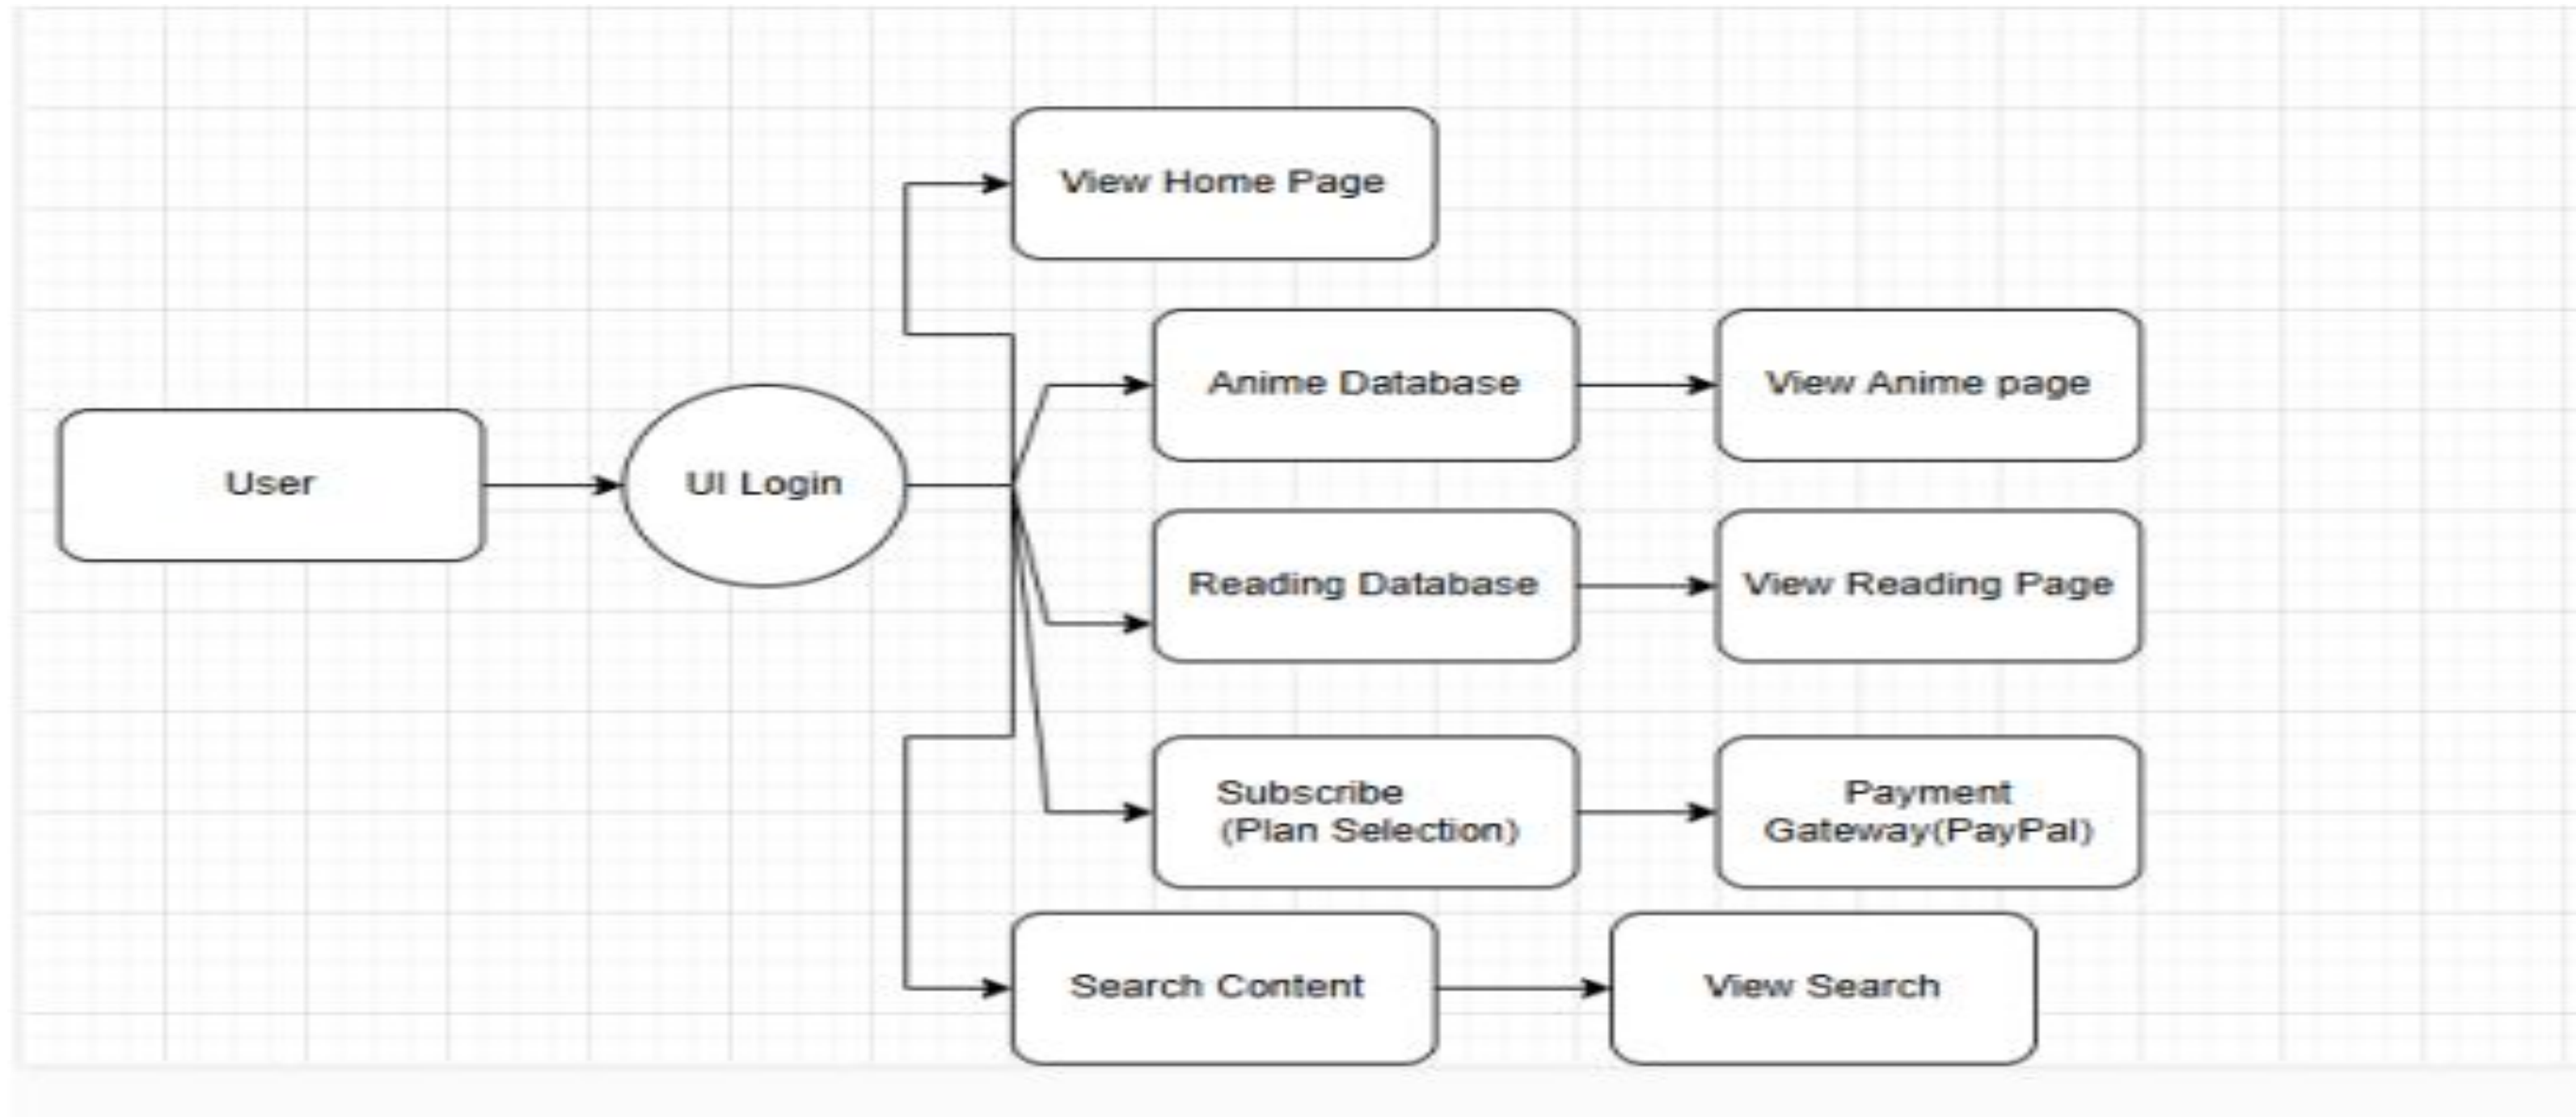 View Home Page
Anime Database
View Anime page
User
UI Login
Reading Database
View Reading Page
Subscribe
(Plan Selection)
Payment
Gateway(PayPal)
Search Content
View Search